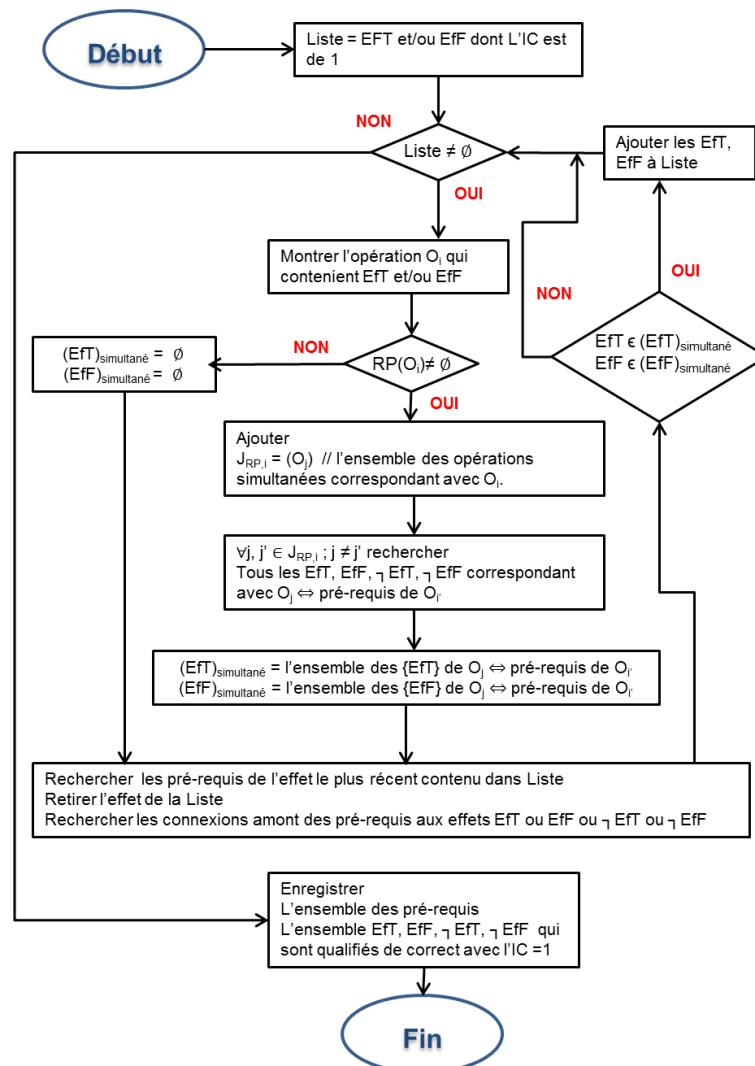 Début
Liste = EFT et/ou EfF dont L'IC est
de 1
NON
Liste ≠ ∅
OUI
Ajouter les EfT,
EfF à Liste
Montrer l'opération Oi qui
contenient EfT et/ou EfF
NON
OUI
(EfT)simultané = ∅
(EfF)simultané = ∅
NON
RP(Oi)≠ ∅
OUI
EfT ϵ (EfT)simultané
EfF ϵ (EfF)simultané
Ajouter
JRP,i = (Oj) // l'ensemble des opérations
simultanées correspondant avec Oi.
∀j, j' ∈ JRP,i ; j ≠ j' rechercher
Tous les EfT, EfF, ┐EfT, ┐EfF correspondant
avec Oj ⇔ pré-requis de Oi'
(EfT)simultané = l'ensemble des {EfT} de Oj ⇔ pré-requis de Oi'
(EfF)simultané = l'ensemble des {EfF} de Oj ⇔ pré-requis de Oi'
Rechercher les pré-requis de l'effet le plus récent contenu dans Liste
Retirer l'effet de la Liste
Rechercher les connexions amont des pré-requis aux effets EfT ou EfF ou ┐EfT ou ┐EfF
Enregistrer
L'ensemble des pré-requis
L'ensemble EfT, EfF, ┐EfT, ┐EfF qui
sont qualifiés de correct avec l'IC =1
Fin